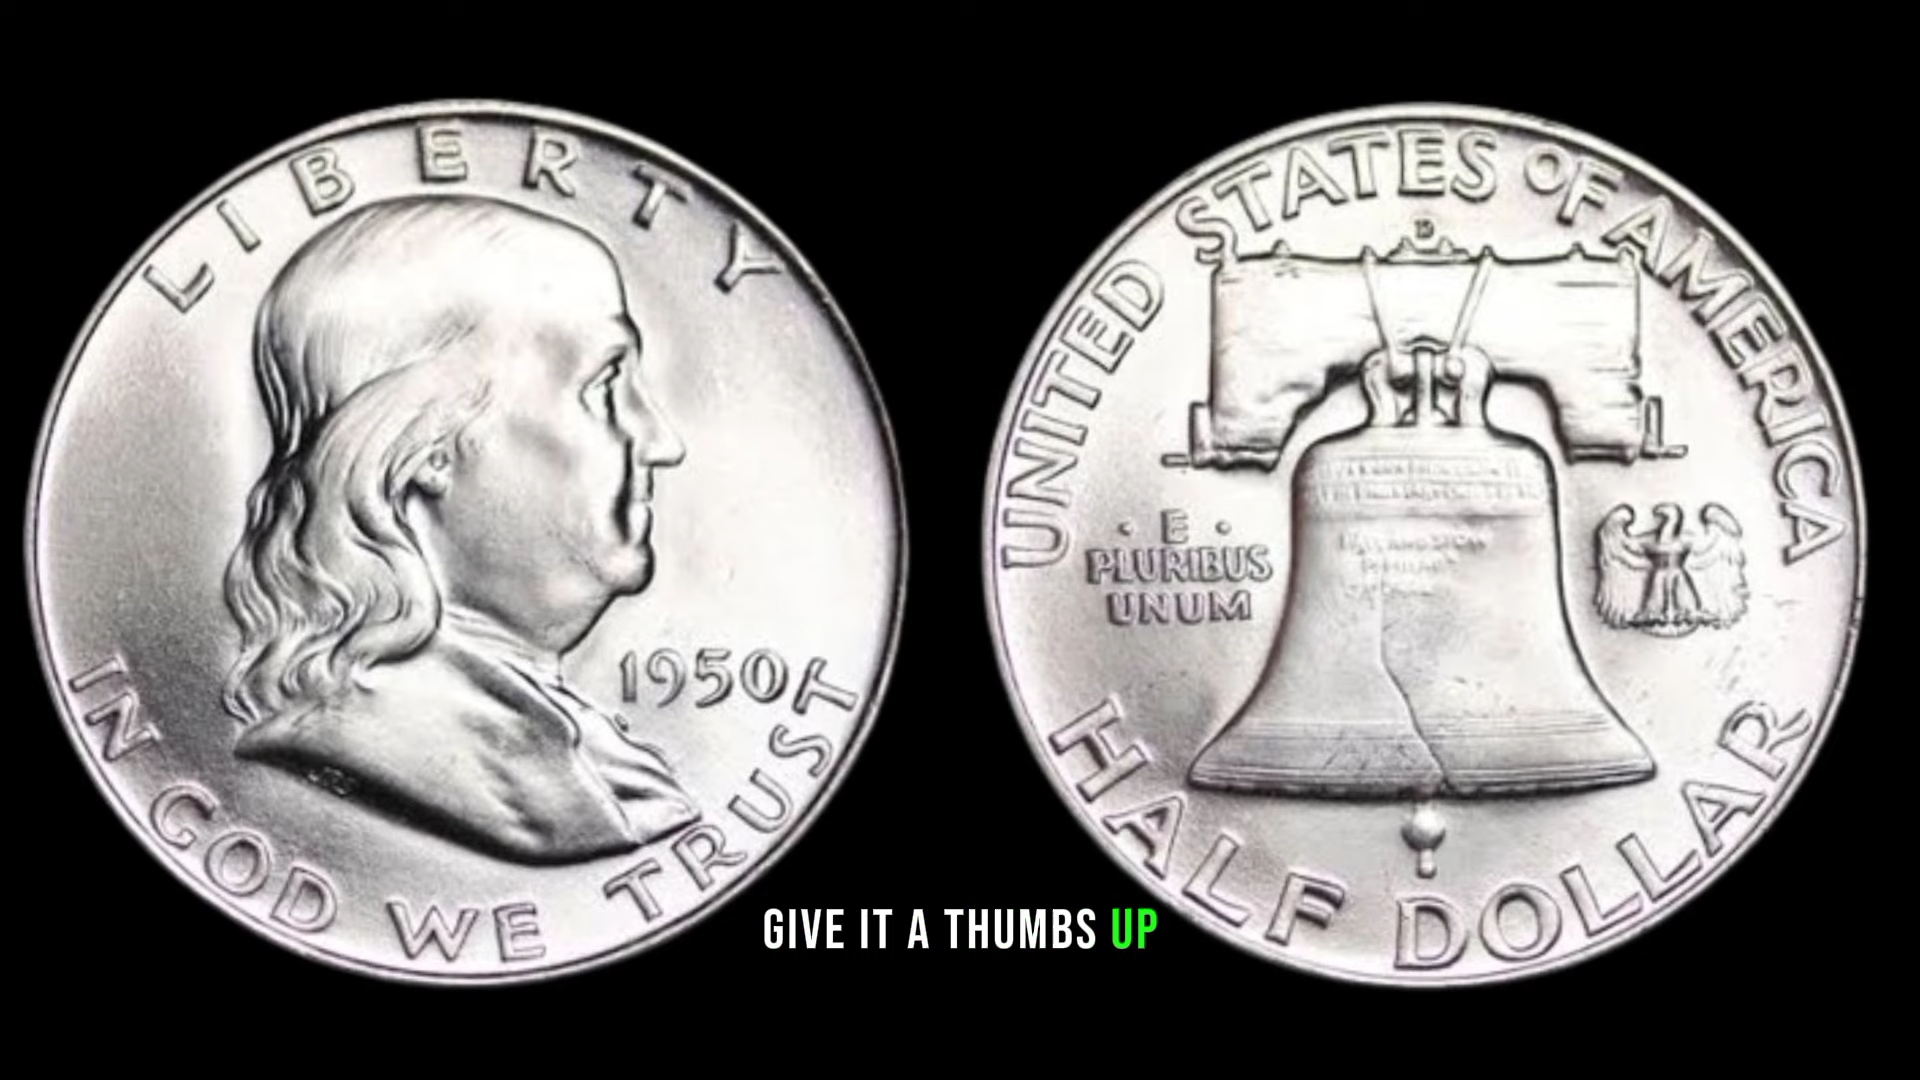 LIBERTY
1950
IN GOD WE TRUST
UNITED STATES OF AMERICA
D
· E ·
PLURIBUS
UNUM
HALF DOLLAR
GIVE IT A THUMBS UP